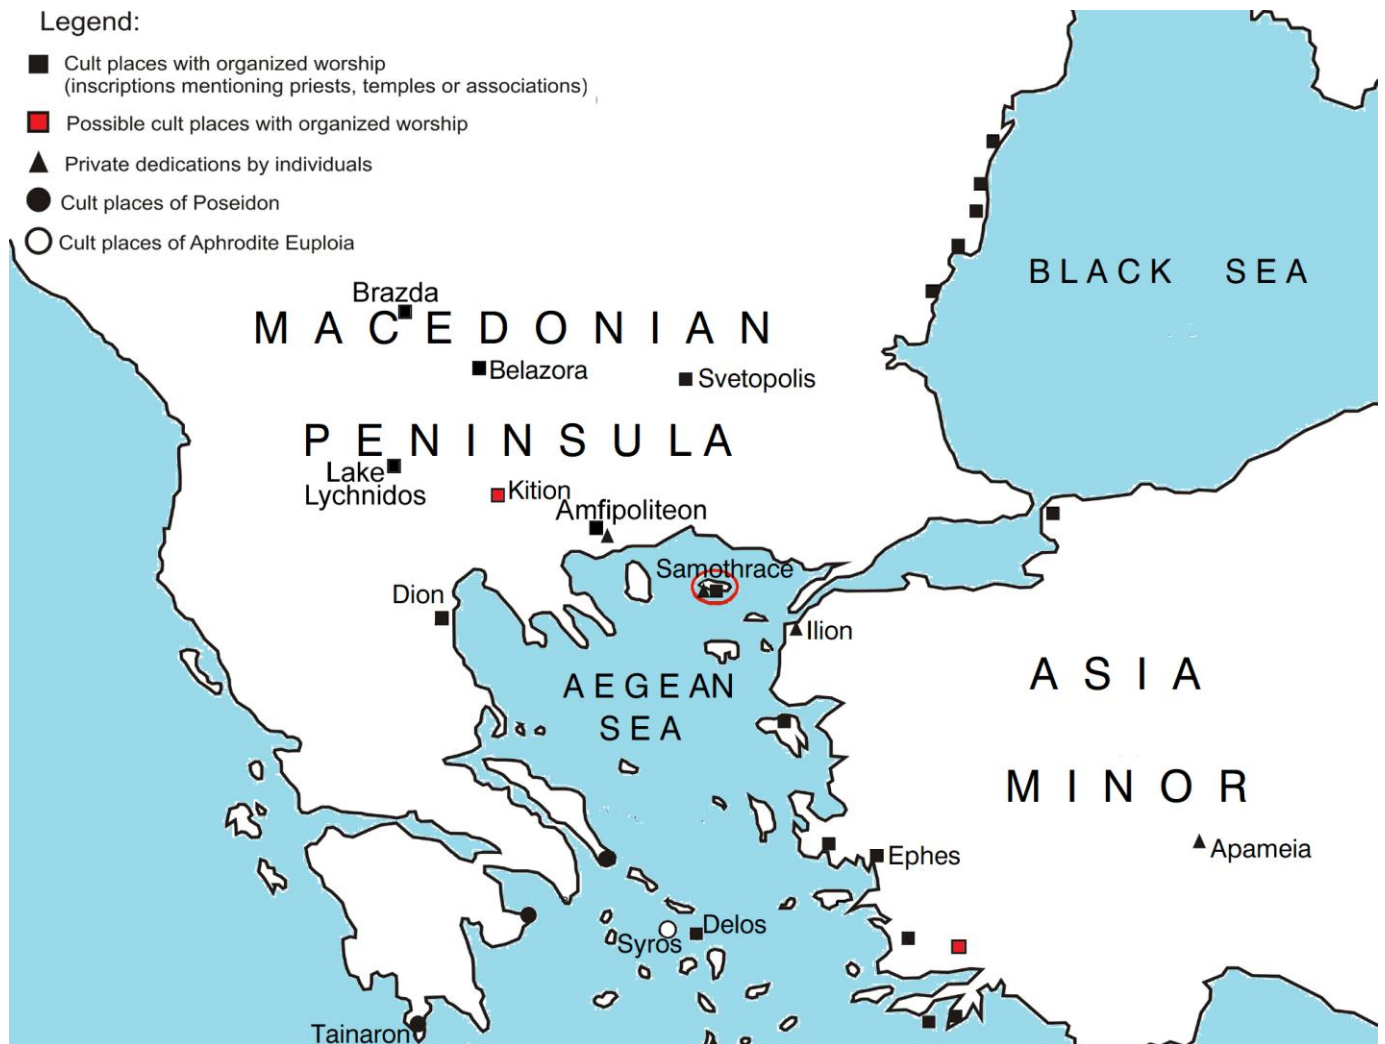 Legend:
Cult places with organized worship
(inscriptions mentioning priests, temples or associations)
Possible cult places with organized worship
Private dedications by individuals
Cult places of Poseidon
Cult places of Aphrodite Euploia
BLACK SEA
Brazda
MACEDONIAN
Belazora
Svetopolis
PENINSULA
Lake
Lychnidos
Kition
Amfipoliteon
Samothrace
Dion
Ilion
AEGEAN
SEA
ASIA
MINOR
Ephes
Apameia
Delos
Syros
Tainaron